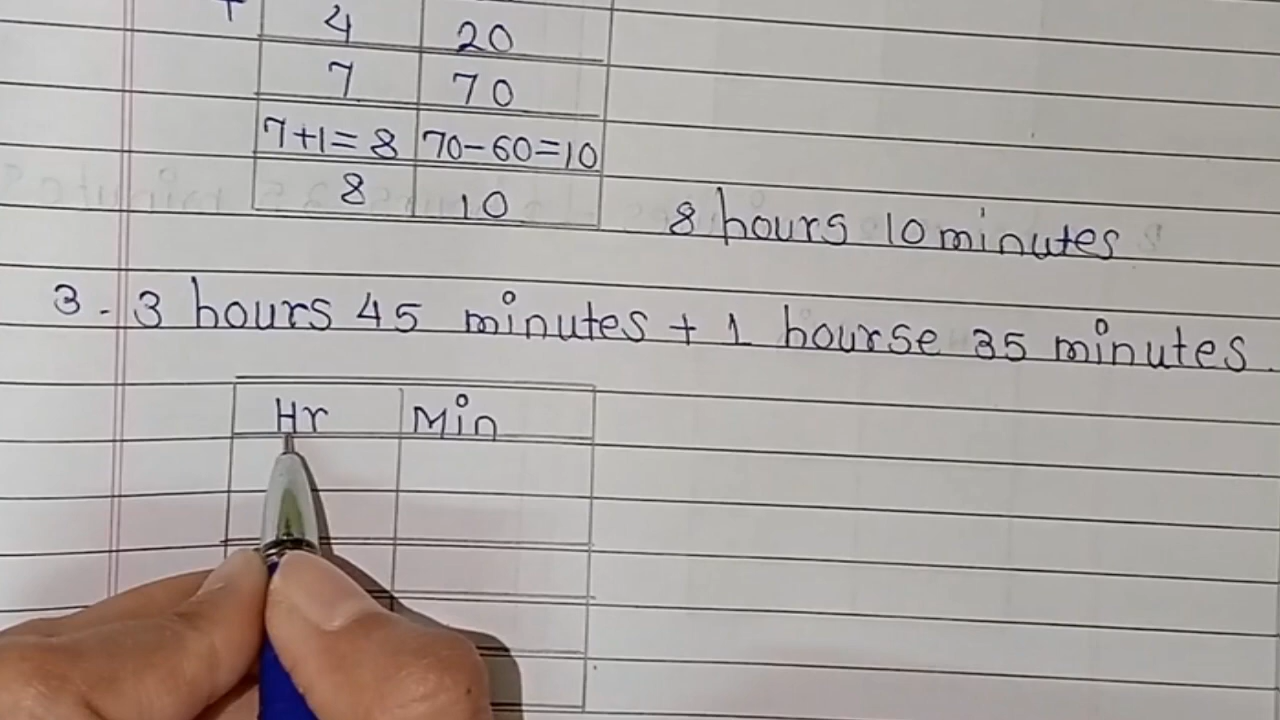 + 4 20
7 70
7+1=8 70-60=10
8 10
8 hours 10 minutes
3. 3 hours 45 minutes + 1 hourse 35 minutes.
Hr Min